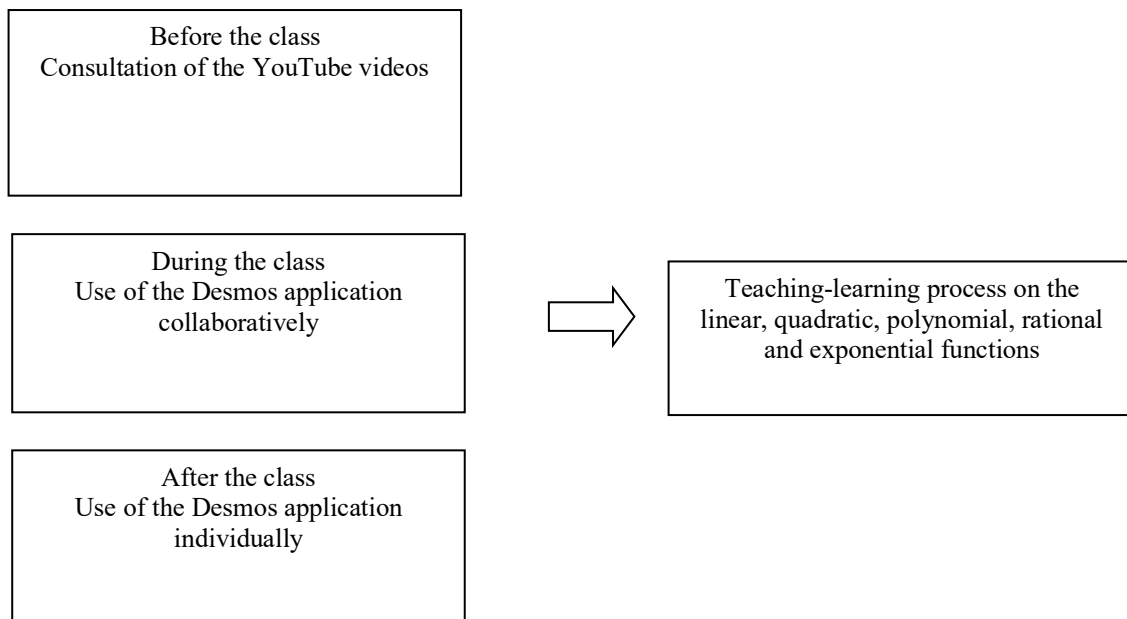 Before the class
Consultation of the YouTube videos
During the class
Use of the Desmos application
collaboratively
Teaching-learning process on the
linear, quadratic, polynomial, rational
and exponential functions
After the class
Use of the Desmos application
individually